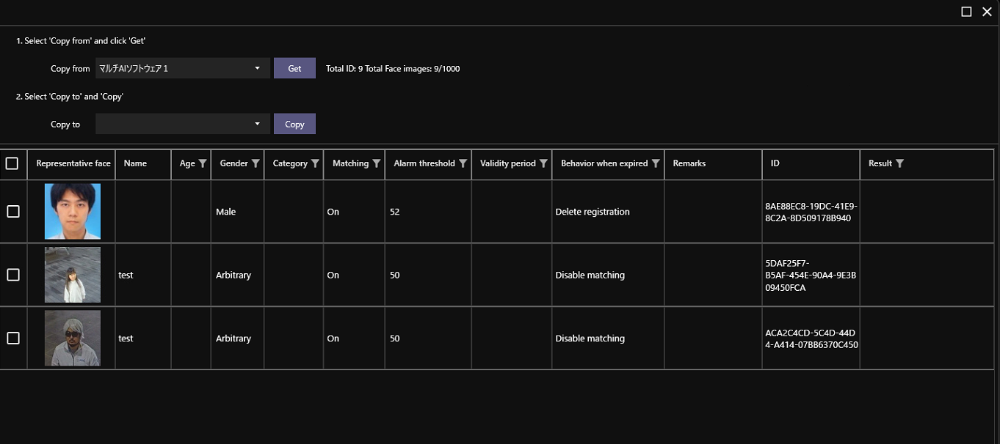 1. Select 'Copy from' and click 'Get'
Copy from マルチAIソフトウェア 1 Get Total ID: 9 Total Face images: 9/1000
2. Select 'Copy to' and 'Copy'
Copy to Copy
Representative face Name Age Gender Category Matching Alarm threshold Validity period Behavior when expired Remarks ID Result
Male On 52 Delete registration
8AE88EC8-19DC-41E9-
8C2A-8D509178B940
test Arbitrary On 50 Disable matching
5DAF25F7-
B5AF-454E-90A4-9E3B
09450FCA
test Arbitrary On 50 Disable matching
ACA2C4CD-5C4D-44D
4-A414-07BB6370C450